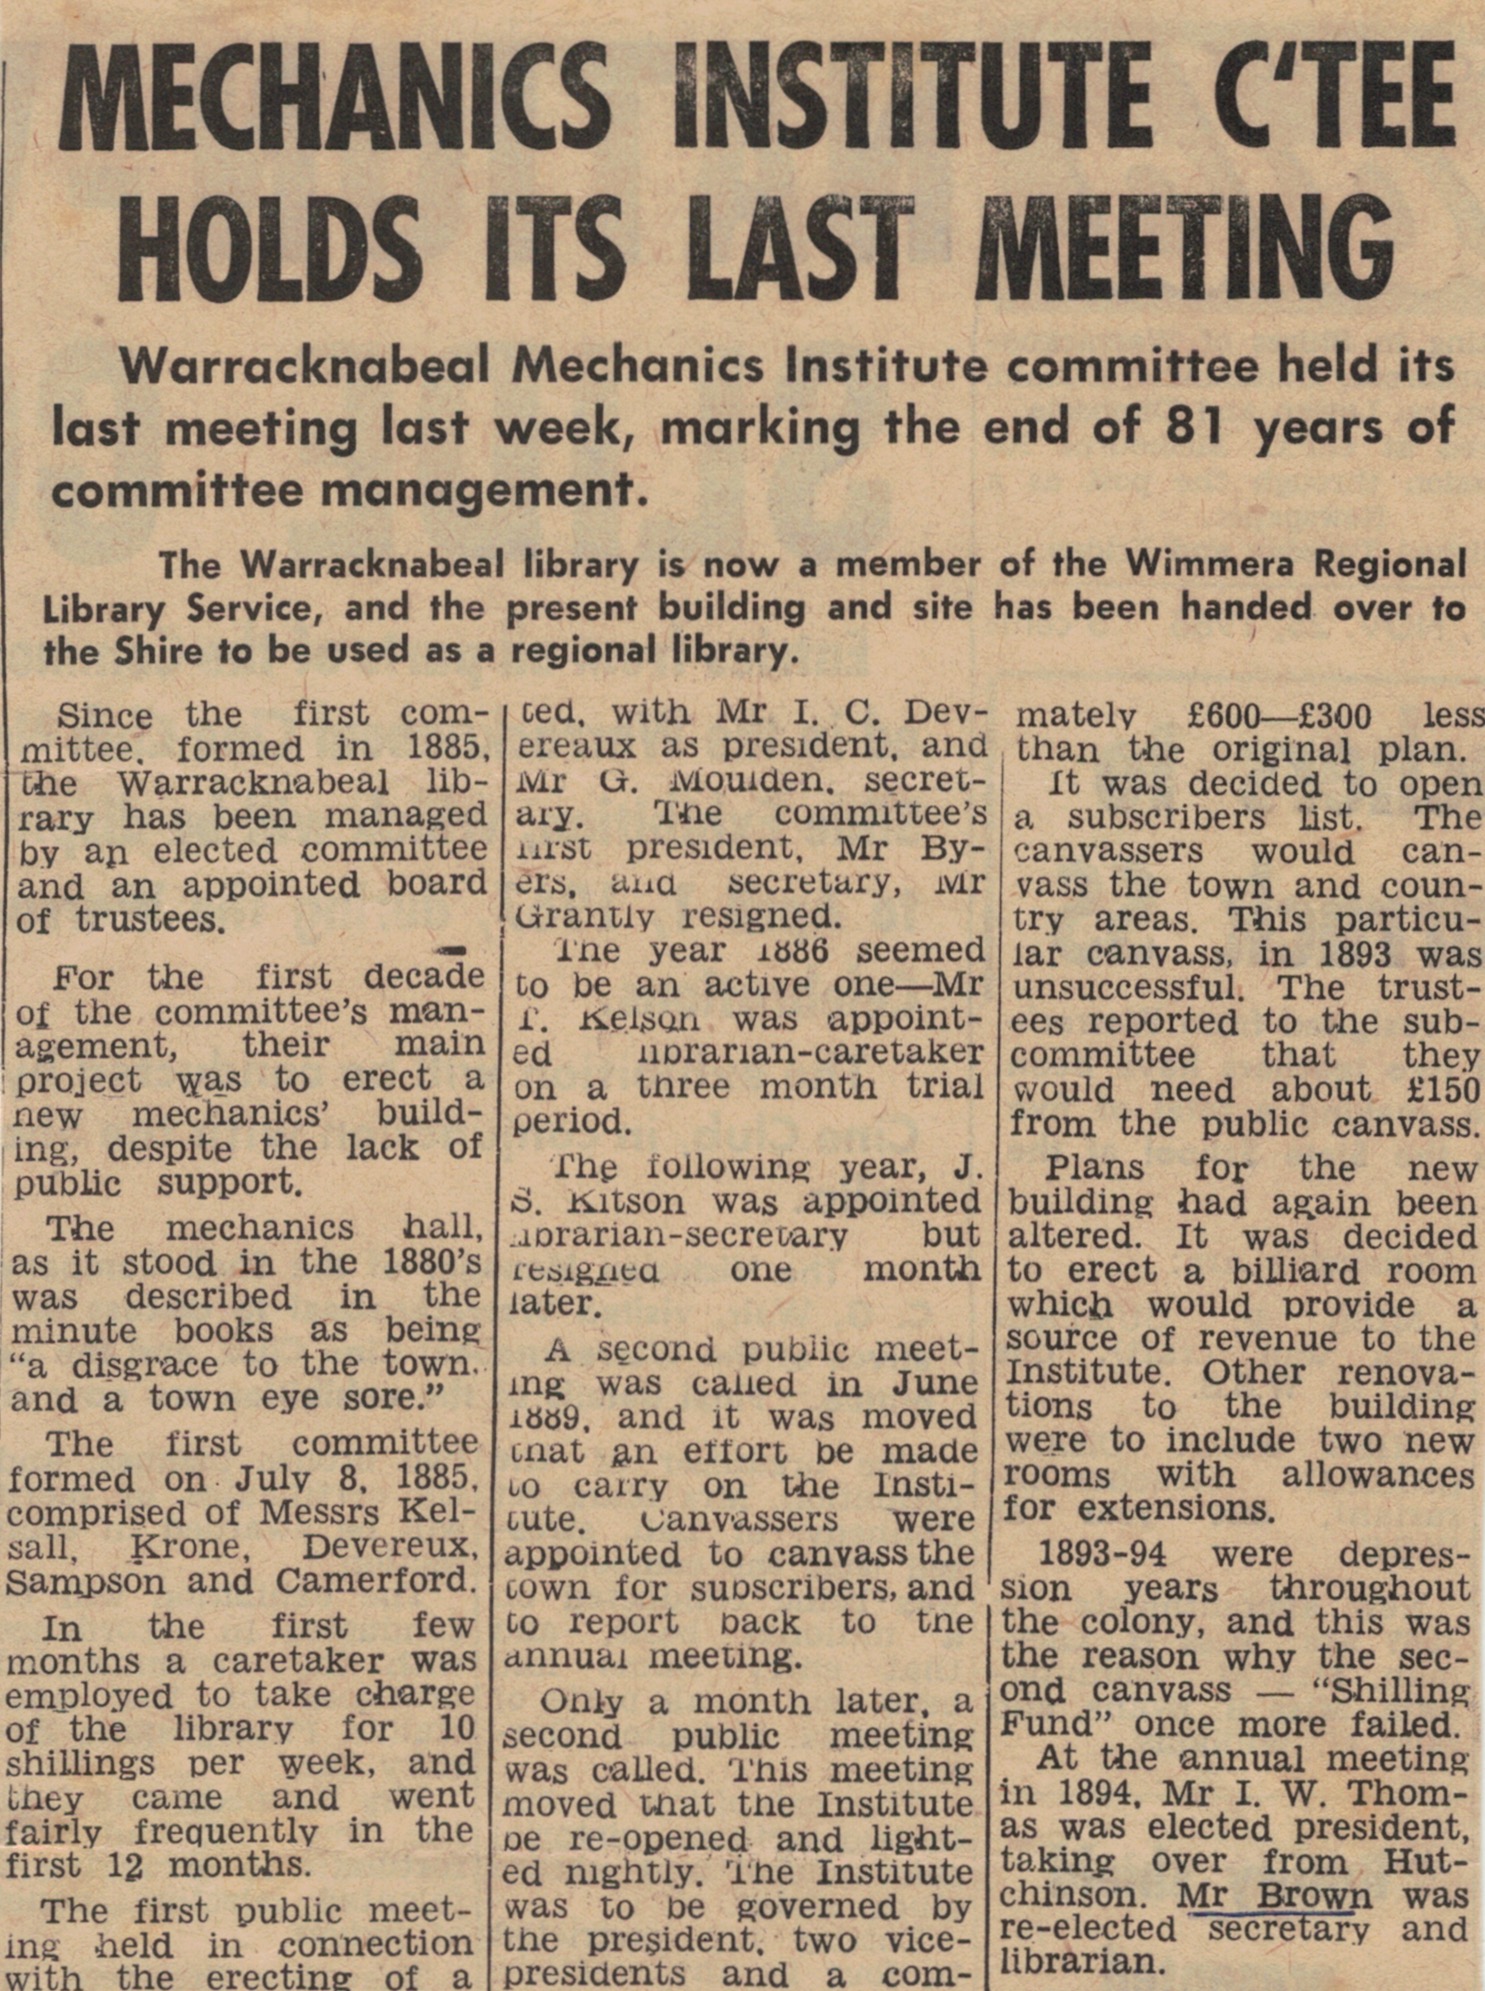 MECHANICS INSTITUTE C'TEE
HOLDS ITS LAST MEETING
Warracknabeal Mechanics Institute committee held its
last meeting last week, marking the end of 81 years of
committee management.
The Warracknabeal library is now a member of the Wimmera Regional
Library Service, and the present building and site has been handed over to
the Shire to be used as a regional library.
Since the first com-
mittee, formed in 1885,
the Warracknabeal lib-
rary has been managed
by an elected committee
and an appointed board
of trustees.
For the first decade
of the committee's man-
agement, their main
project was to erect a
new mechanics' build-
ing, despite the lack of
public support.
The mechanics hall,
as it stood in the 1880's
was described in the
minute books as being
“a disgrace to the town.
and a town eye sore.”
The first committee
formed on July 8, 1885,
comprised of Messrs Kel-
sall, Krone, Devereux,
Sampson and Camerford.
In the first few
months a caretaker was
employed to take charge
of the library for 10
shillings per week, and
they came and went
fairly frequently in the
first 12 months.
The first public meet-
ing held in connection
with the erecting of a
ted, with Mr I. C. Dev-
ereaux as president, and
Mr G. Moulden, secret-
ary. The committee's
first president, Mr By-
ers, and secretary, Mr
Grantly resigned.
The year 1886 seemed
to be an active one—Mr
T. Kelson was appoint-
ed librarian-caretaker
on a three month trial
period.
The following year, J.
S. Kitson was appointed
librarian-secretary but
resigned one month
later.
A second public meet-
ing was called in June
1889, and it was moved
that an effort be made
to carry on the Insti-
tute. Canvassers were
appointed to canvass the
town for subscribers, and
to report back to the
annual meeting.
Only a month later, a
second public meeting
was called. This meeting
moved that the Institute
be re-opened and light-
ed nightly. The Institute
was to be governed by
the president, two vice-
presidents and a com-
mately £600—£300 less
than the original plan.
It was decided to open
a subscribers list. The
canvassers would can-
vass the town and coun-
try areas. This particu-
lar canvass, in 1893 was
unsuccessful. The trust-
ees reported to the sub-
committee that they
would need about £150
from the public canvass.
Plans for the new
building had again been
altered. It was decided
to erect a billiard room
which would provide a
source of revenue to the
Institute. Other renova-
tions to the building
were to include two new
rooms with allowances
for extensions.
1893-94 were depres-
sion years throughout
the colony, and this was
the reason why the sec-
ond canvass — “Shilling
Fund” once more failed.
At the annual meeting
in 1894, Mr I. W. Thom-
as was elected president,
taking over from Hut-
chinson. Mr Brown was
re-elected secretary and
librarian.